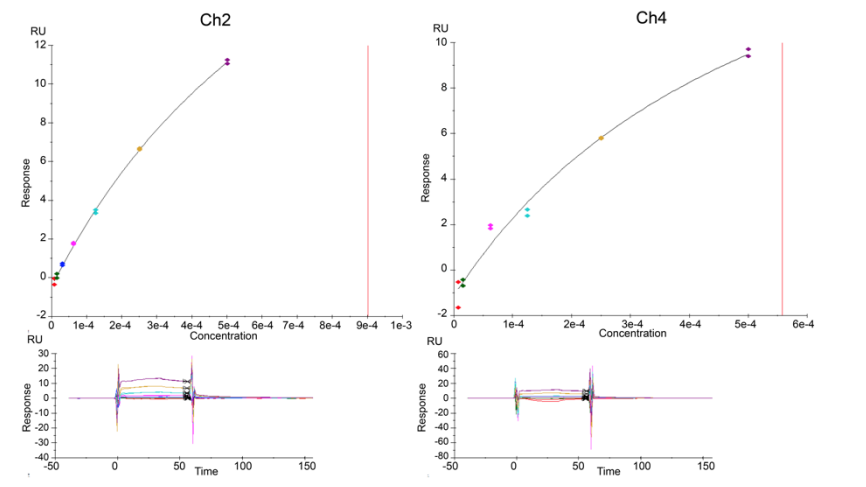 Ch2
RU
12
10
8
6
4
2
0
-2
Response
0 1e-4 2e-4 3e-4 4e-4 5e-4 6e-4 7e-4 8e-4 9e-4 1e-3
Concentration
RU
30
20
10
0
-10
-20
-30
-40
Response
-50 0 50 100 150
Time
Ch4
RU
10
8
6
4
2
0
-2
Response
0 1e-4 2e-4 3e-4 4e-4 5e-4 6e-4
Concentration
RU
60
40
20
0
-20
-40
-60
-80
Response
-50 0 50 100 150
Time